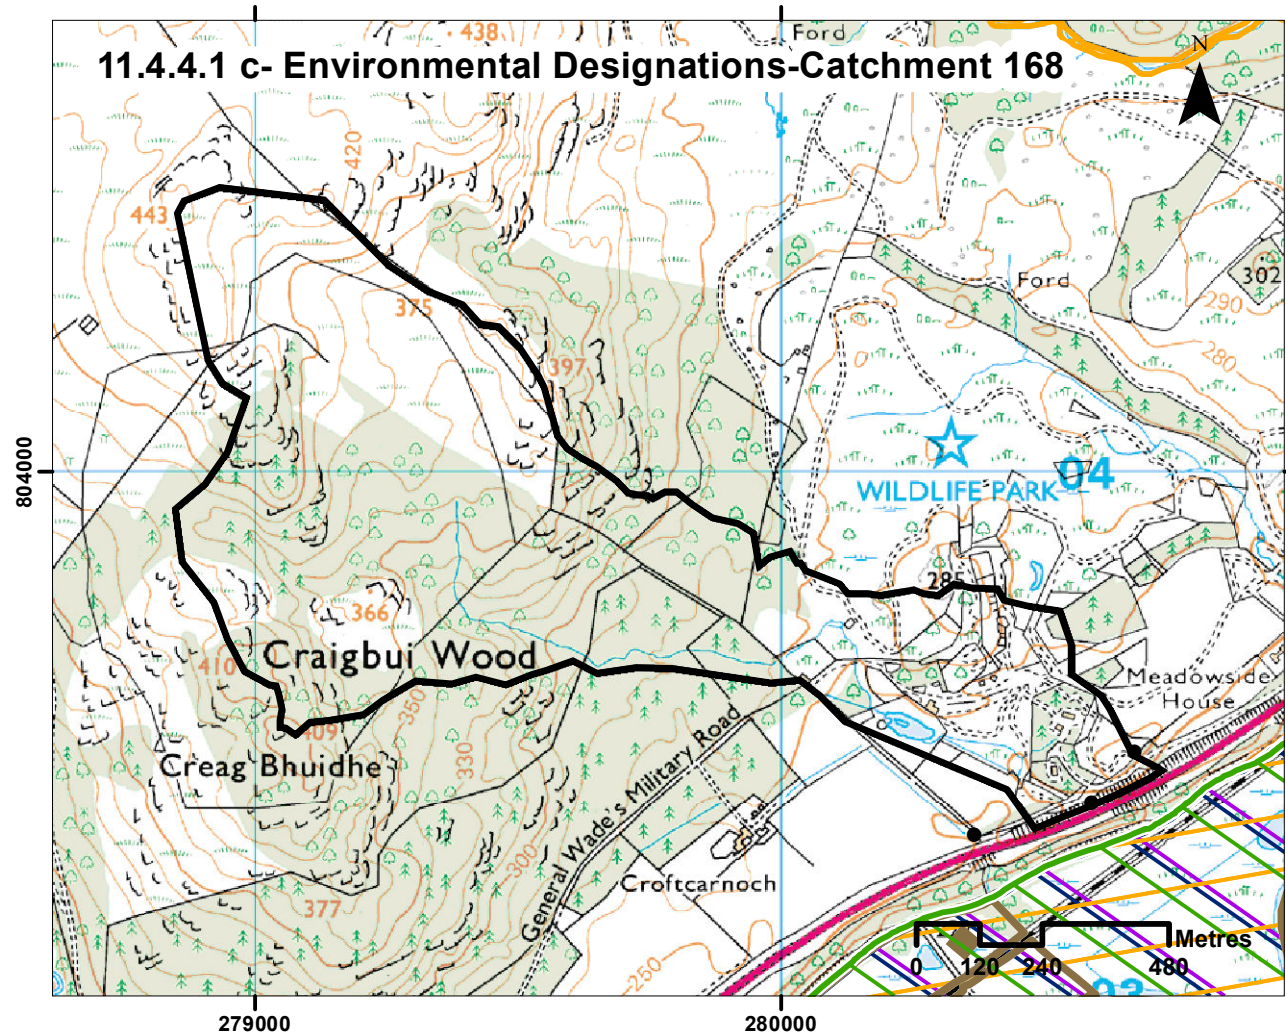 438
Ford
11.4.4.1 c- Environmental Designations-Catchment 168
N
420
443
Ford
302
290
375
280
397
804000
WILDLIFE PARK
04
285
366
Craigbui Wood
410
Meadowside
House
350
409
Creag Bhuidhe
330
General Wade's Military Road
300
Croftcarnoch
377
250
Metres
0 120 240 480
93
279000 280000